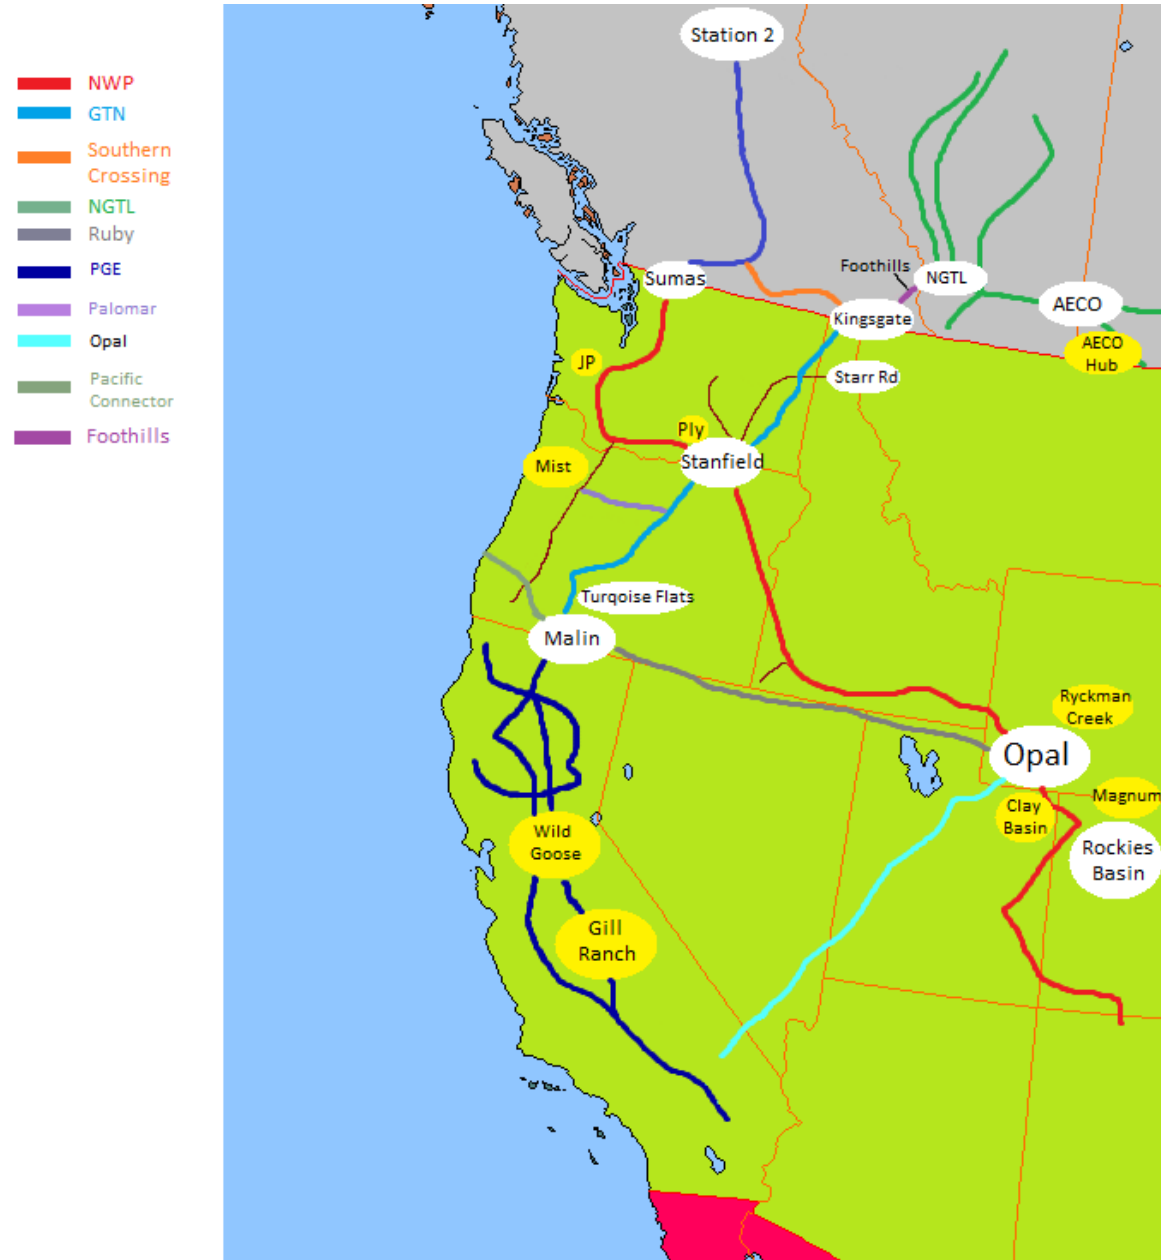 NWP
GTN
Southern
Crossing
NGTL
Ruby
PGE
Palomar
Opal
Pacific
Connector
Foothills
Station 2
Foothills
NGTL
Sumas
AECO
Kingsgate
AECO
Hub
JP
Starr Rd
Ply
Stanfield
Mist
Turqoise Flats
Malin
Ryckman
Creek
Opal
Magnum
Clay
Basin
Rockies
Basin
Wild
Goose
Gill
Ranch